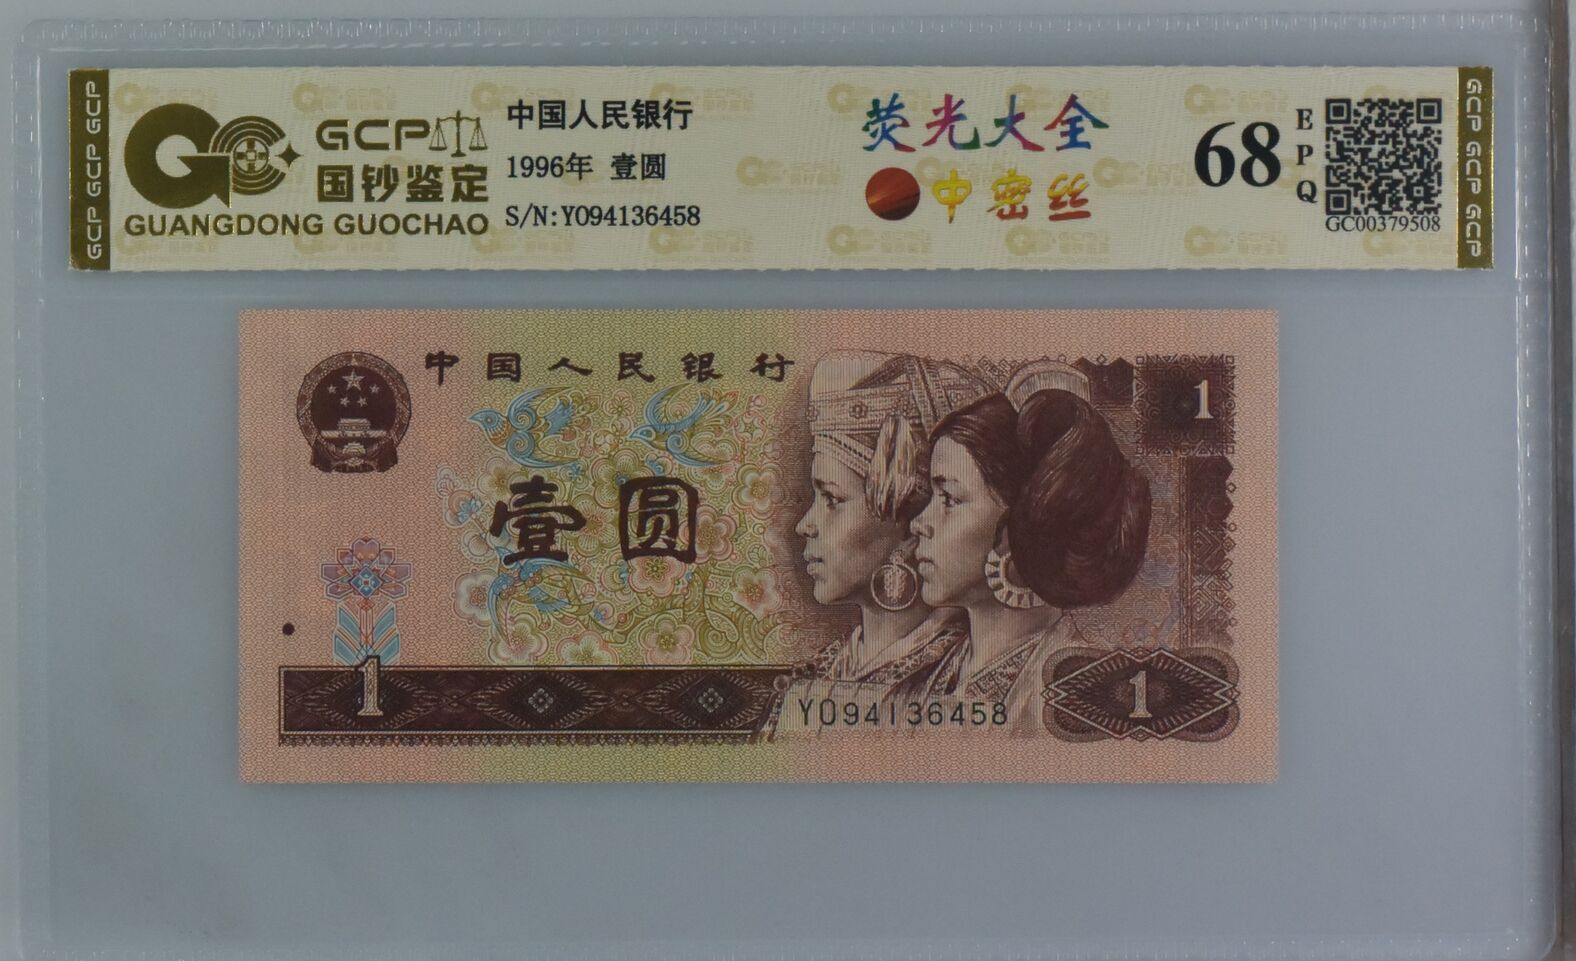 GCP GCP GCP
GCP
国钞鉴定
GUANGDONG GUOCHAO
中国人民银行
1996年 壹圆
S/N:Y094136458
荧光大全
中密丝
68
EPQ
GC00379508
GCP GCP GCP
中国人民银行
1
壹圆
1
Y094136458
1